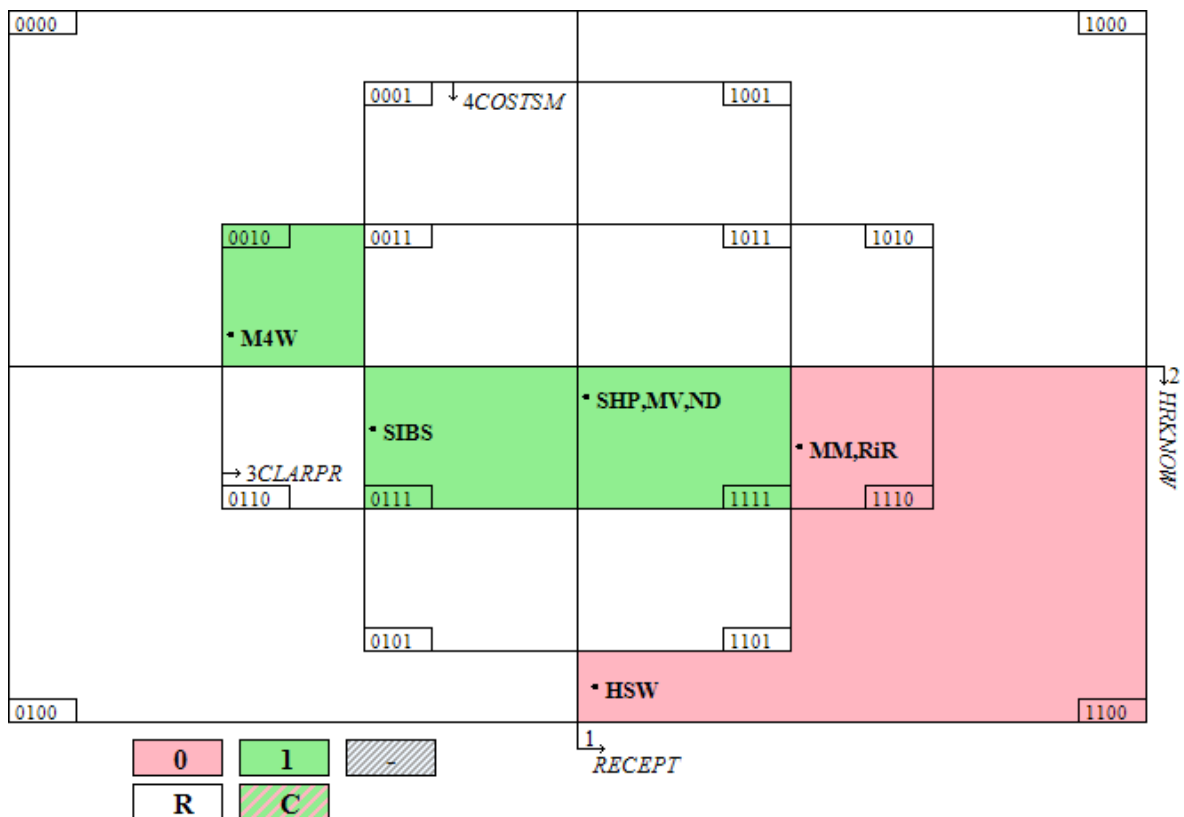 0000 1000
0001 4COSTSM 1001
0010 0011 1011 1010
M4W
2
SHP,MV,ND
HRKNOW
SIBS
MM,RiR
3CLARPR
0110 0111 1111 1110
0101 1101
HSW
0100 1100
1
0 1 - RECEPT
R C